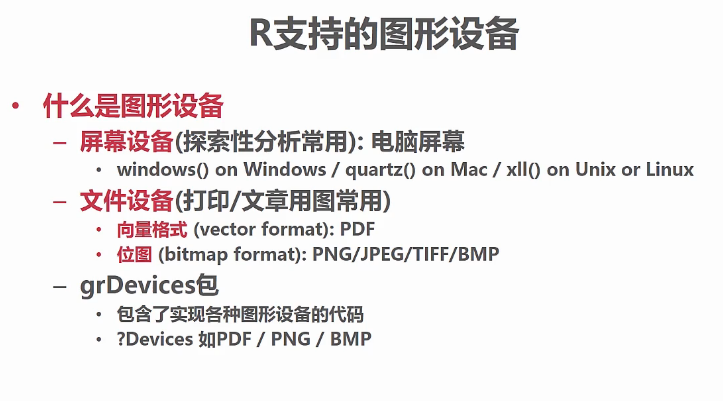 R支持的图形设备
• 什么是图形设备
– 屏幕设备(探索性分析常用): 电脑屏幕
• windows() on Windows / quartz() on Mac / xll() on Unix or Linux
– 文件设备(打印/文章用图常用)
• 向量格式 (vector format): PDF
• 位图 (bitmap format): PNG/JPEG/TIFF/BMP
– grDevices包
• 包含了实现各种图形设备的代码
• ?Devices 如PDF / PNG / BMP